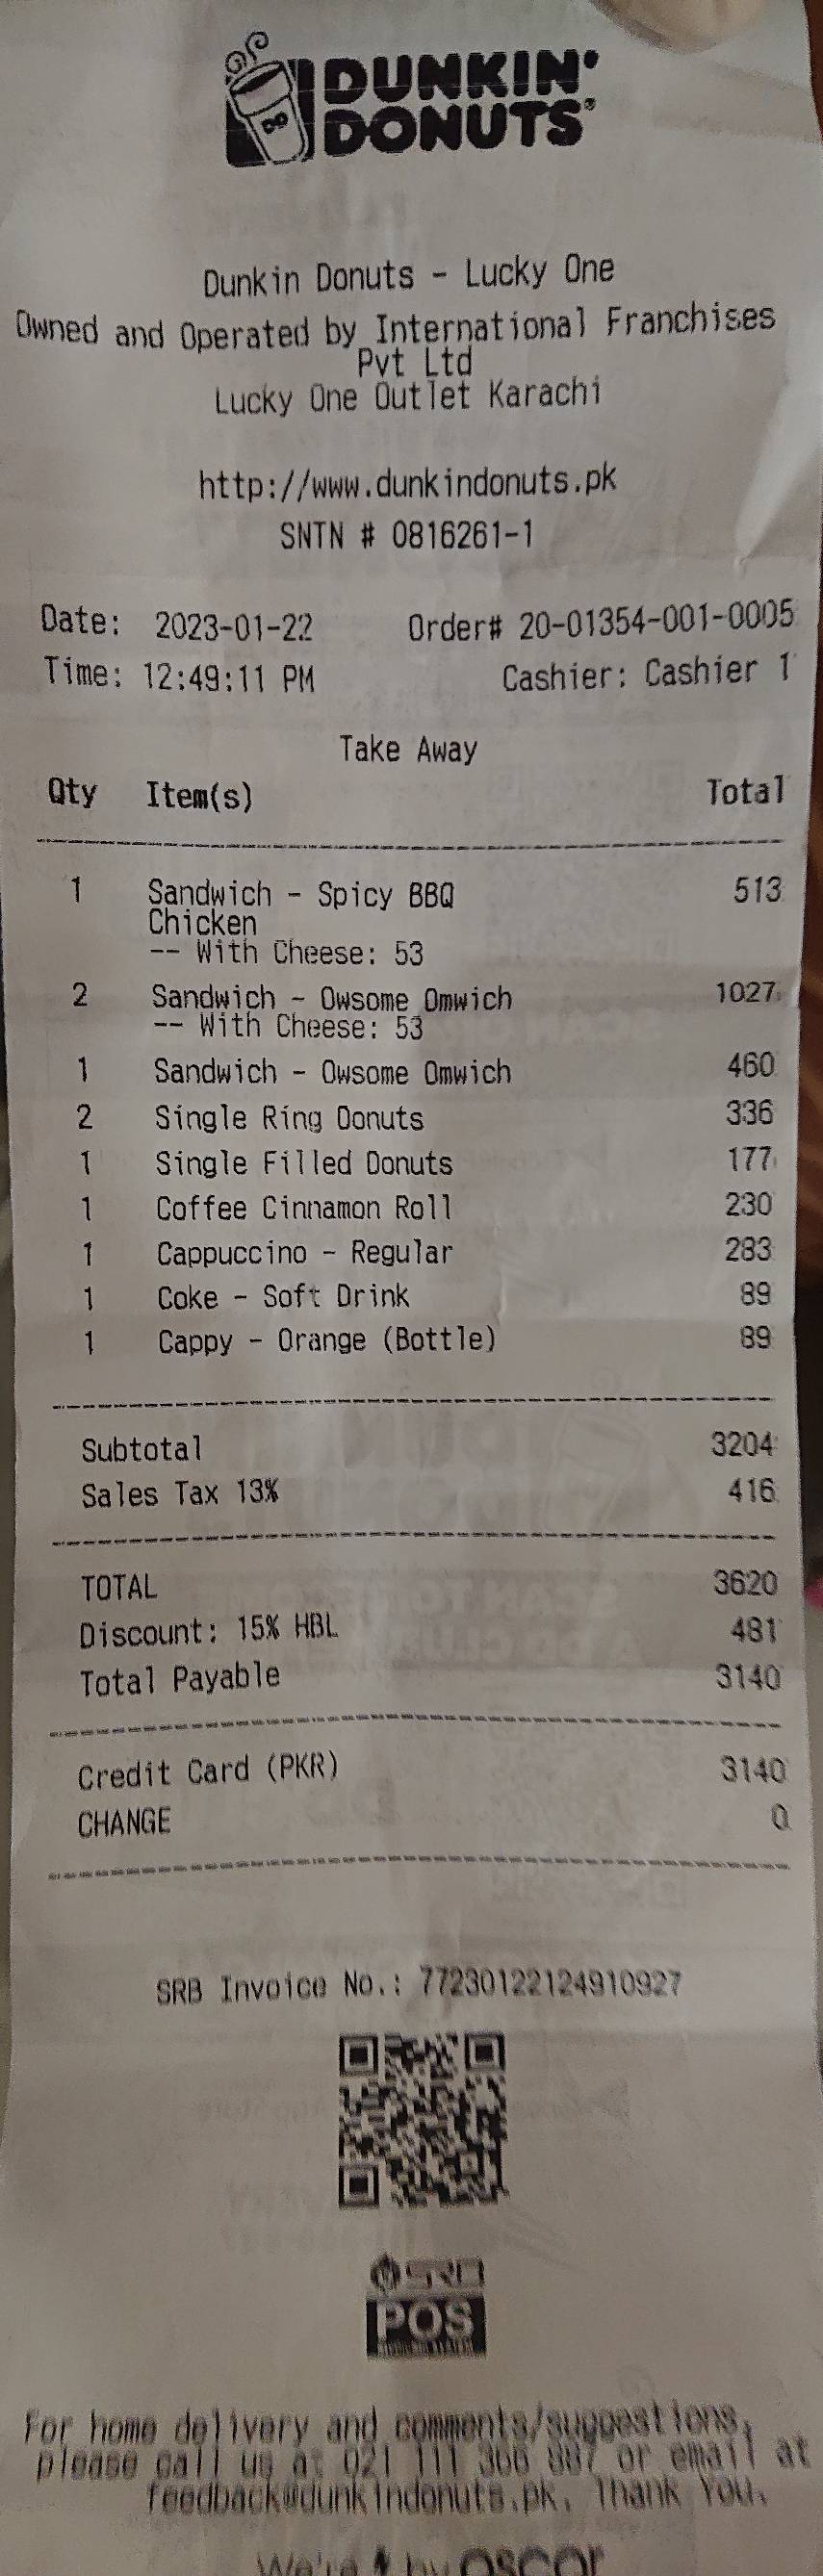 DUNKIN'
DONUTS®
Dunkin Donuts - Lucky One
Owned and Operated by International Franchises
Pvt Ltd
Lucky One Outlet Karachi
http://www.dunkindonuts.pk
SNTN # 0816261-1
Date: 2023-01-22 Order# 20-01354-001-0005
Time: 12:49:11 PM Cashier: Cashier 1
Take Away
Qty Item(s) Total
1 Sandwich - Spicy BBQ 513
Chicken
-- With Cheese: 53
2 Sandwich - Owsome Omwich 1027
-- With Cheese: 53
1 Sandwich - Owsome Omwich 460
2 Single Ring Donuts 336
1 Single Filled Donuts 177
1 Coffee Cinnamon Roll 230
1 Cappuccino - Regular 283
1 Coke - Soft Drink 89
1 Cappy - Orange (Bottle) 89
Subtotal 3204
Sales Tax 13% 416
TOTAL 3620
Discount: 15% HBL 481
Total Payable 3140
Credit Card (PKR) 3140
CHANGE 0
SRB Invoice No.: 77230122124910927
SRB
POS
For home delivery and comments/suggestions,
please call us at 021 111 366 887 or email at
feedback@dunkindonuts.pk. Thank You.
by oscar